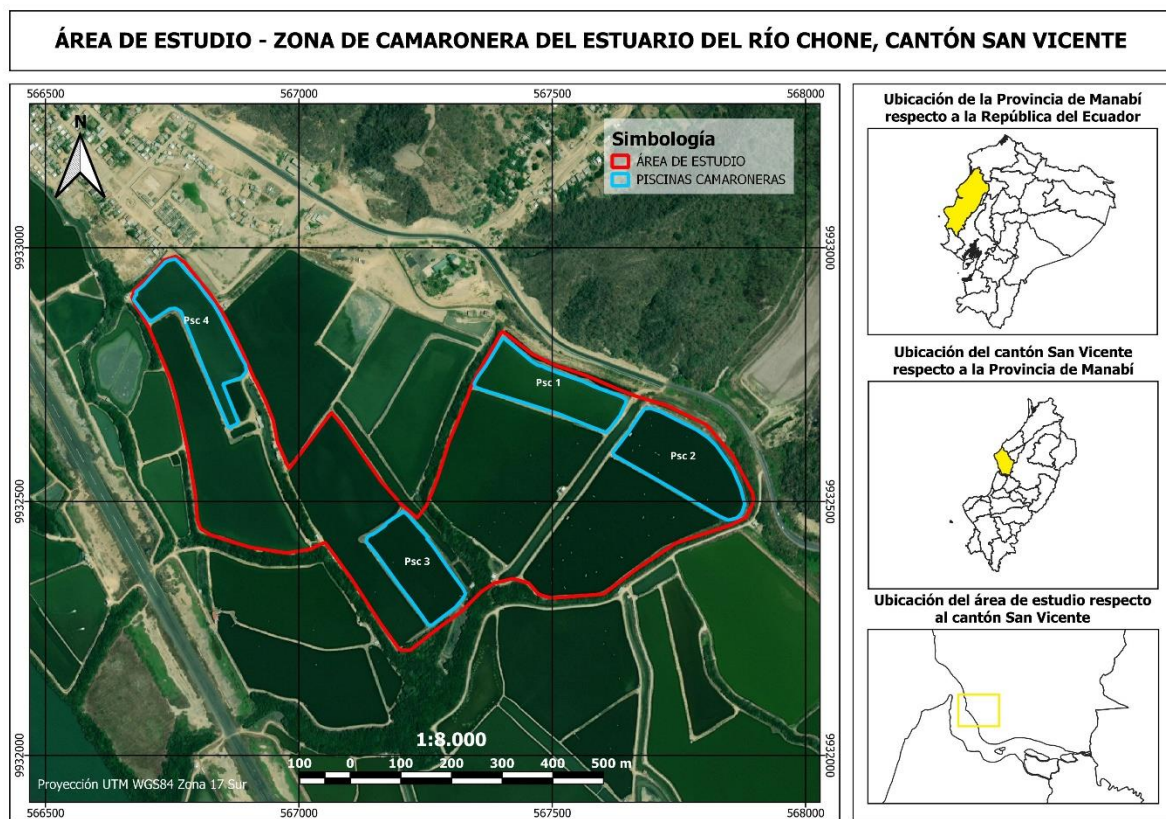 ÁREA DE ESTUDIO - ZONA DE CAMARONERA DEL ESTUARIO DEL RÍO CHONE, CANTÓN SAN VICENTE
566500
567000
567500
568000
N
Simbología
ÁREA DE ESTUDIO
PISCINAS CAMARONERAS
9933000
9933000
Psc 4
Psc 1
Psc 2
9932500
9932500
Psc 3
9932000
9932000
1:8.000
100 0 100 200 300 400 500 m
Proyección UTM WGS84 Zona 17 Sur
566500
567000
567500
568000
Ubicación de la Provincia de Manabí
respecto a la República del Ecuador
Ubicación del cantón San Vicente
respecto a la Provincia de Manabí
Ubicación del área de estudio respecto
al cantón San Vicente